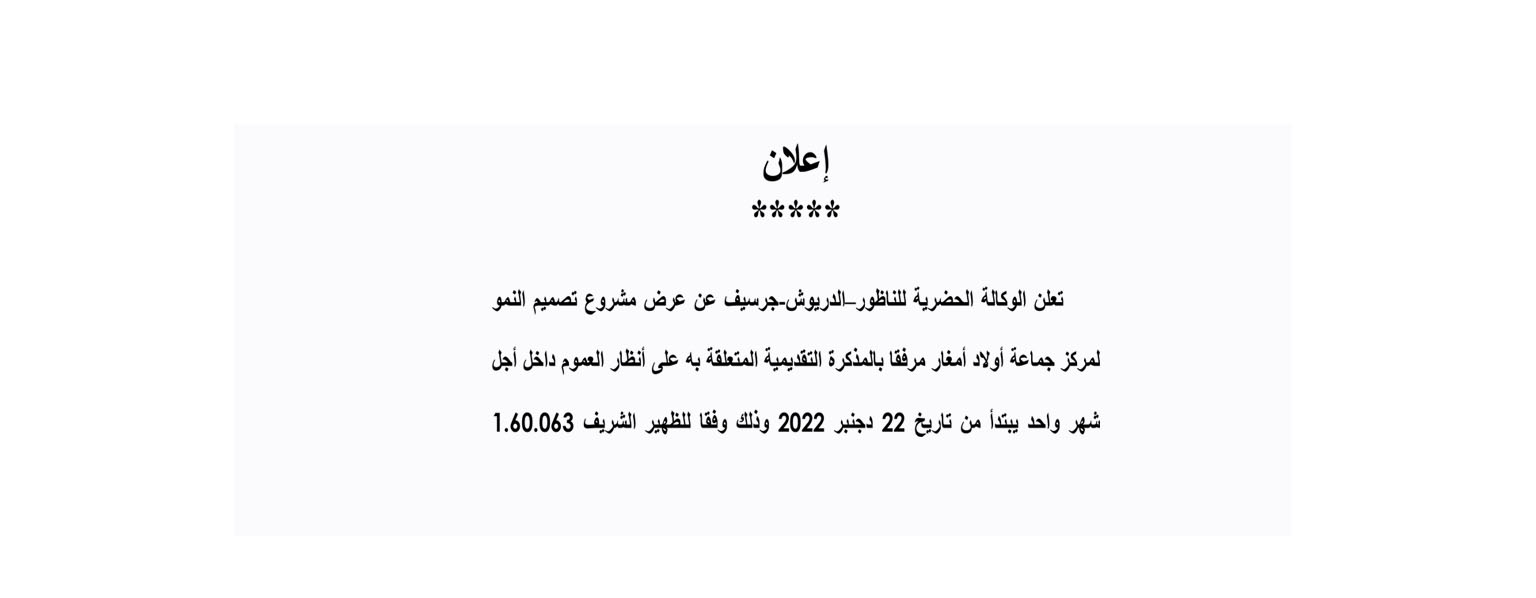 إعلان
*****
تعلن الوكالة الحضرية للناظور–الدريوش-جرسيف عن عرض مشروع تصميم النمو
لمركز جماعة أولاد أمغار مرفقا بالمذكرة التقديمية المتعلقة به على أنظار العموم داخل أجل
شهر واحد يبتدأ من تاريخ 22 دجنبر 2022 وذلك وفقا للظهير الشريف 1.60.063